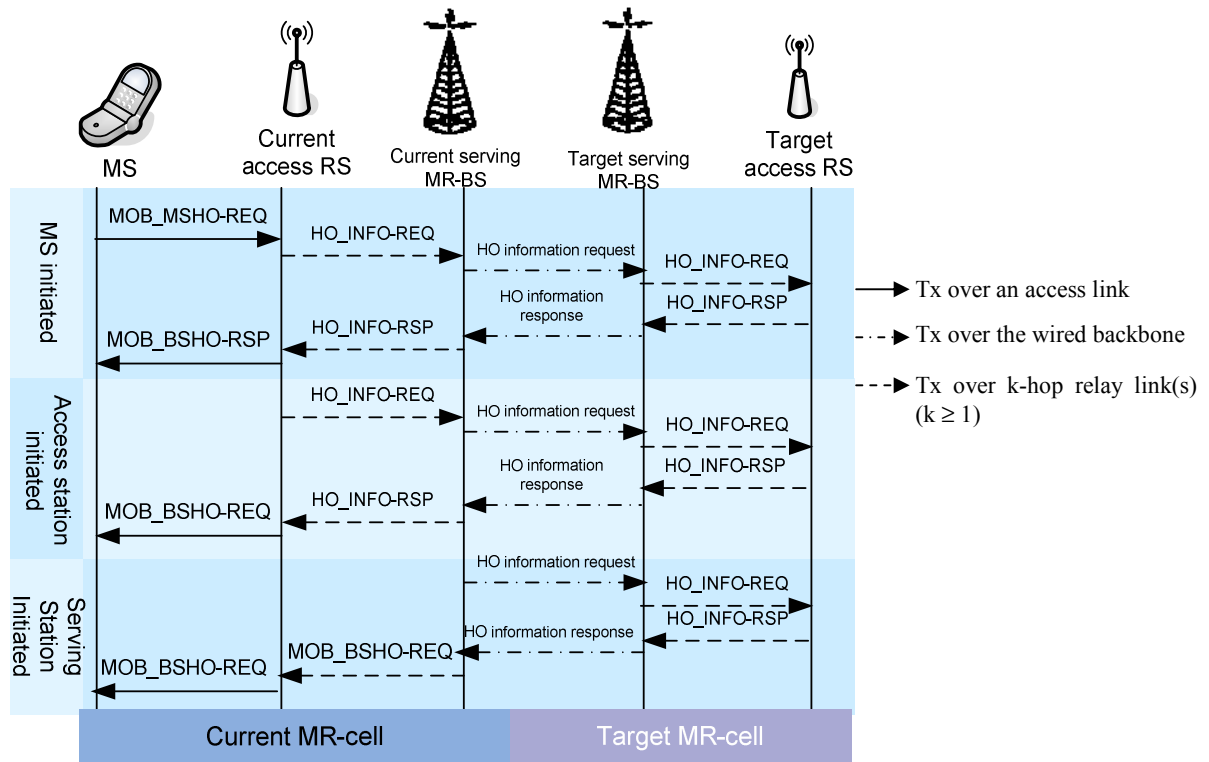 MS
Current
access RS
Current serving
MR-BS
Target serving
MR-BS
Target
access RS
MS initiated
MOB_MSHO-REQ
HO_INFO-REQ
HO information request
HO_INFO-REQ
HO_INFO-RSP
HO information
response
HO_INFO-RSP
MOB_BSHO-RSP
Access station
initiated
HO_INFO-REQ
HO information request
HO_INFO-REQ
HO_INFO-RSP
HO information
response
HO_INFO-RSP
MOB_BSHO-REQ
Serving
Station
Initiated
HO information request
HO_INFO-REQ
HO_INFO-RSP
HO information response
MOB_BSHO-REQ
MOB_BSHO-REQ
Current MR-cell
Target MR-cell
Tx over an access link
Tx over the wired backbone
Tx over k-hop relay link(s)
(k ≥ 1)